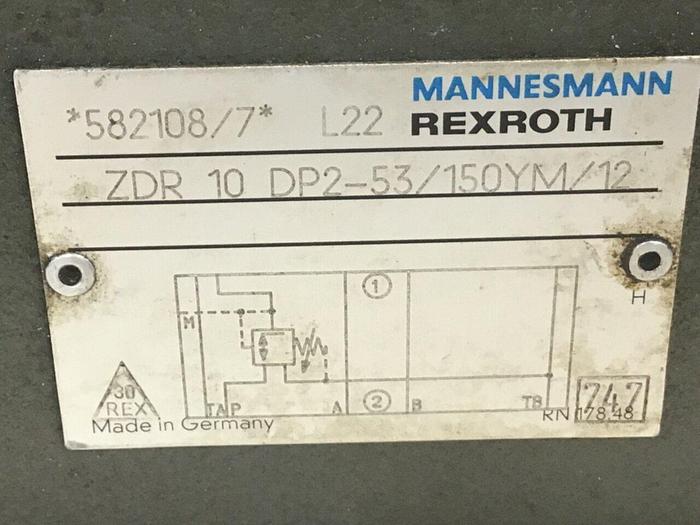 MANNESMANN
*582108/7* L22 REXROTH
ZDR 10 DP2-53/150YM/12
H
1
M
30
REX
TA P A 2 B TB
747
RN 178.48
Made in Germany